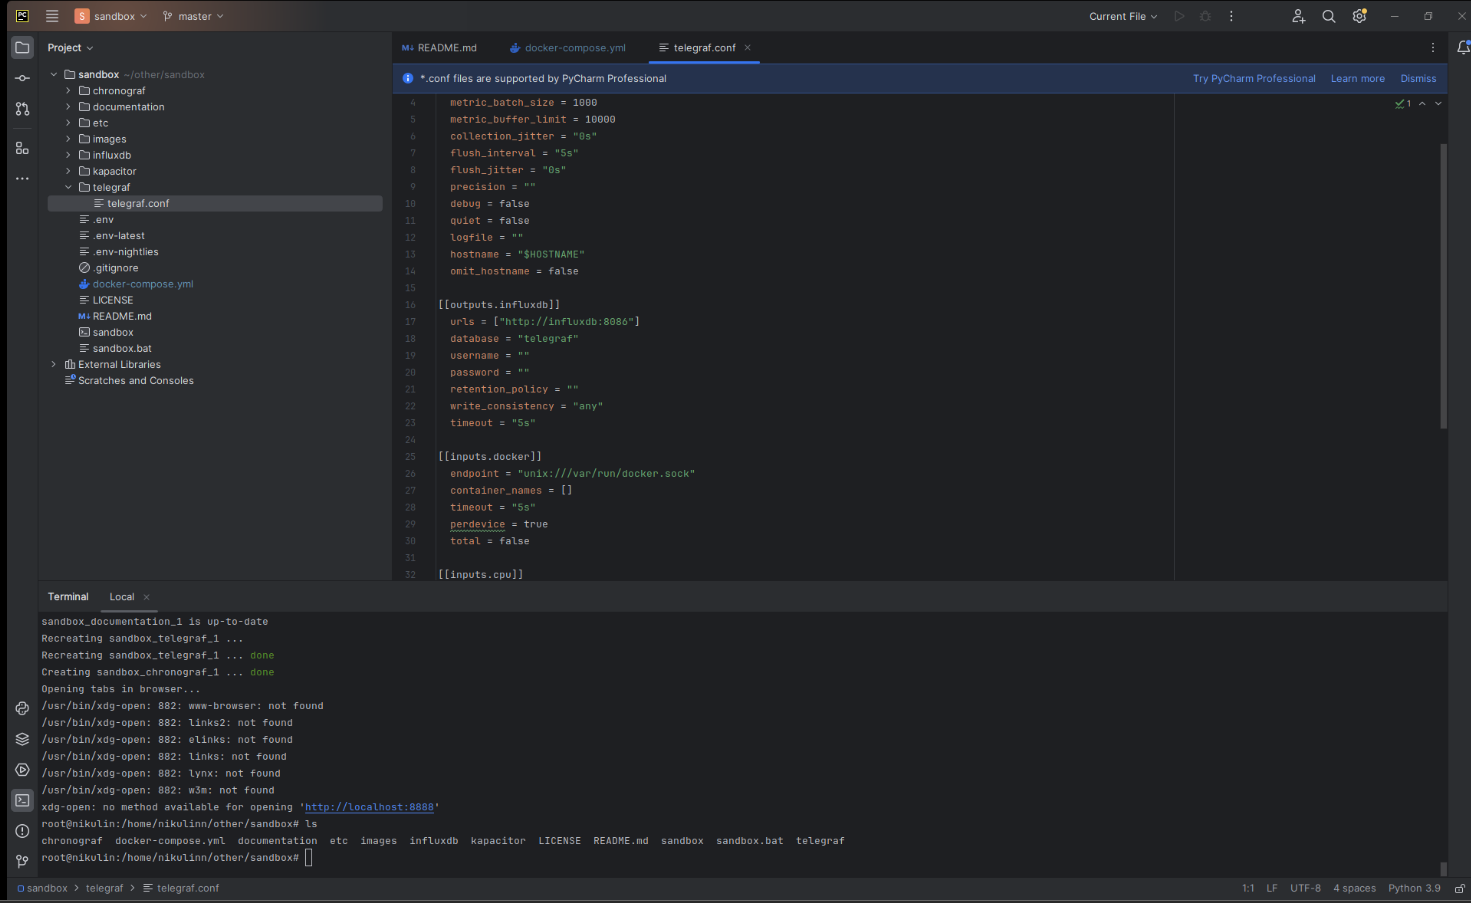 PC
S sandbox master Current File
Project
README.md docker-compose.yml telegraf.conf
*.conf files are supported by PyCharm Professional Try PyCharm Professional Learn more Dismiss
sandbox ~/other/sandbox
chronograf
documentation
etc
images
influxdb
kapacitor
telegraf
telegraf.conf
.env
.env-latest
.env-nightlies
.gitignore
docker-compose.yml
LICENSE
M↓ README.md
sandbox
sandbox.bat
External Libraries
Scratches and Consoles
1
4 metric_batch_size = 1000
5 metric_buffer_limit = 10000
6 collection_jitter = "0s"
7 flush_interval = "5s"
8 flush_jitter = "0s"
9 precision = ""
10 debug = false
11 quiet = false
12 logfile = ""
13 hostname = "$HOSTNAME"
14 omit_hostname = false
15
16 [[outputs.influxdb]]
17 urls = ["http://influxdb:8086"]
18 database = "telegraf"
19 username = ""
20 password = ""
21 retention_policy = ""
22 write_consistency = "any"
23 timeout = "5s"
24
25 [[inputs.docker]]
26 endpoint = "unix:///var/run/docker.sock"
27 container_names = []
28 timeout = "5s"
29 perdevice = true
30 total = false
31
32 [[inputs.cpu]]
Terminal Local
sandbox_documentation_1 is up-to-date
Recreating sandbox_telegraf_1 ...
Recreating sandbox_telegraf_1 ... done
Creating sandbox_chronograf_1 ... done
Opening tabs in browser...
/usr/bin/xdg-open: 882: www-browser: not found
/usr/bin/xdg-open: 882: links2: not found
/usr/bin/xdg-open: 882: elinks: not found
/usr/bin/xdg-open: 882: links: not found
/usr/bin/xdg-open: 882: lynx: not found
/usr/bin/xdg-open: 882: w3m: not found
xdg-open: no method available for opening 'http://localhost:8888'
root@nikulin:/home/nikulinn/other/sandbox# ls
chronograf docker-compose.yml documentation etc images influxdb kapacitor LICENSE README.md sandbox sandbox.bat telegraf
root@nikulin:/home/nikulinn/other/sandbox#
sandbox > telegraf > telegraf.conf 1:1 LF UTF-8 4 spaces Python 3.9